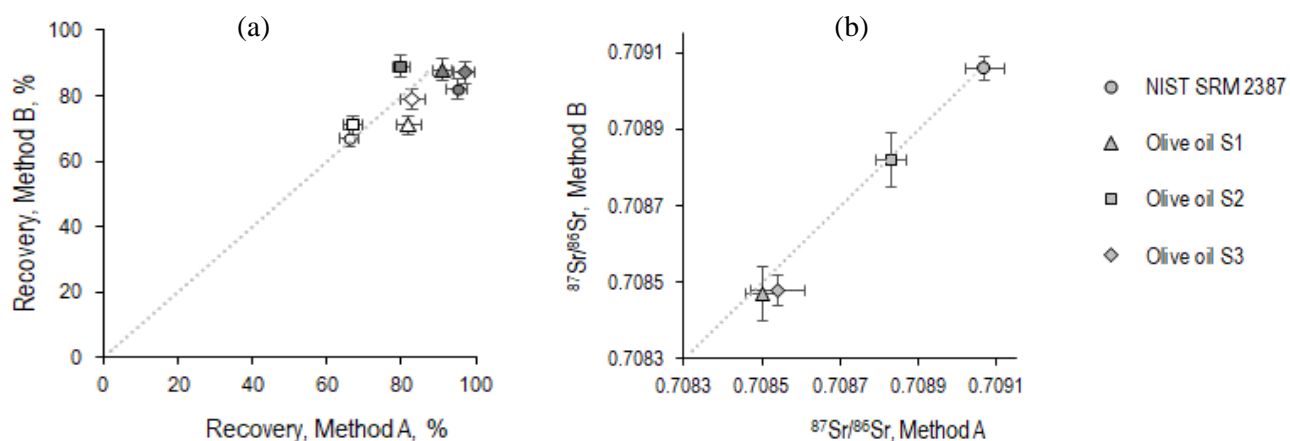 (a)
Recovery, Method B, %
100
80
60
40
20
0
0 20 40 60 80 100
Recovery, Method A, %
(b)
⁸⁷Sr/⁸⁶Sr, Method B
0.7091
0.7089
0.7087
0.7085
0.7083
0.7083 0.7085 0.7087 0.7089 0.7091
⁸⁷Sr/⁸⁶Sr, Method A
NIST SRM 2387
Olive oil S1
Olive oil S2
Olive oil S3